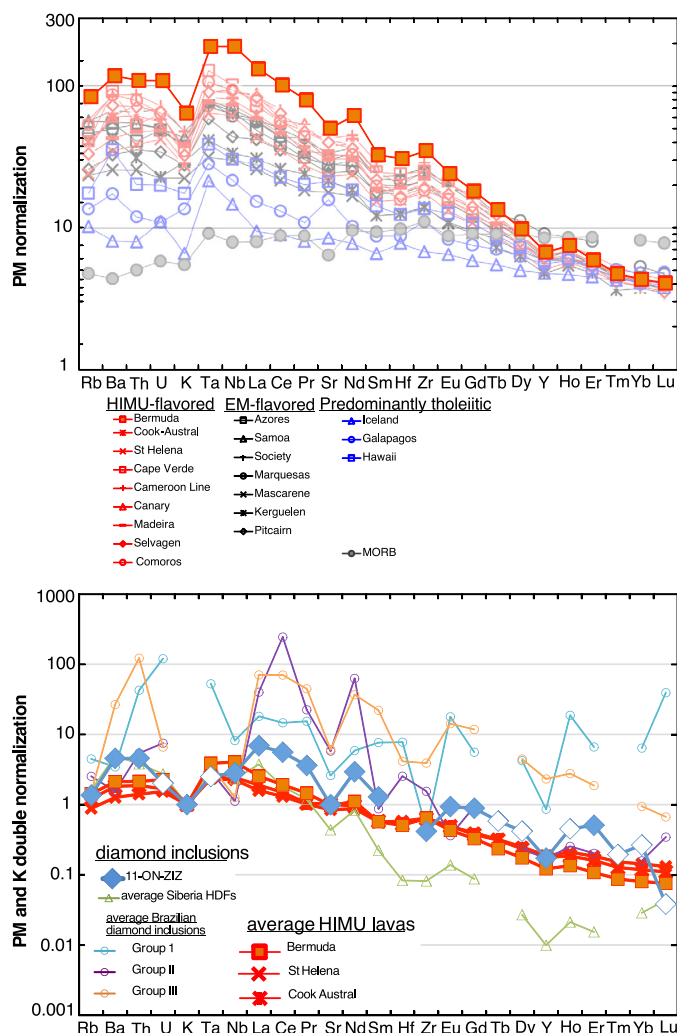 300
100
10
1
PM normalization
Rb Ba Th U K Ta Nb La Ce Pr Sr Nd Sm Hf Zr Eu Gd Tb Dy Y Ho Er Tm Yb Lu
HIMU-flavored EM-flavored Predominantly tholeiitic
Bermuda Azores Iceland
Cook-Austral Samoa Galapagos
St Helena Society Hawaii
Cape Verde Marquesas
Cameroon Line Mascarene
Canary Kerguelen
Madeira Pitcairn
Selvagen MORB
Comoros
1000
100
10
1
0.1
0.01
0.001
PM and K double normalization
diamond inclusions
11-ON-ZIZ
average Siberia HDFs
average Brazilian
diamond inclusions
Group 1
Group II
Group III
average HIMU lavas
Bermuda
St Helena
Cook Austral
Rb Ba Th U K Ta Nb La Ce Pr Sr Nd Sm Hf Zr Eu Gd Tb Dy Y Ho Er Tm Yb Lu